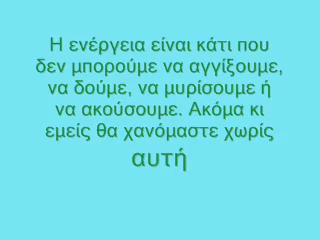 Η ενέργεια είναι κάτι που
δεν μπορούμε να αγγίξουμε,
να δούμε, να μυρίσουμε ή
να ακούσουμε. Ακόμα κι
εμείς θα χανόμαστε χωρίς
αυτή